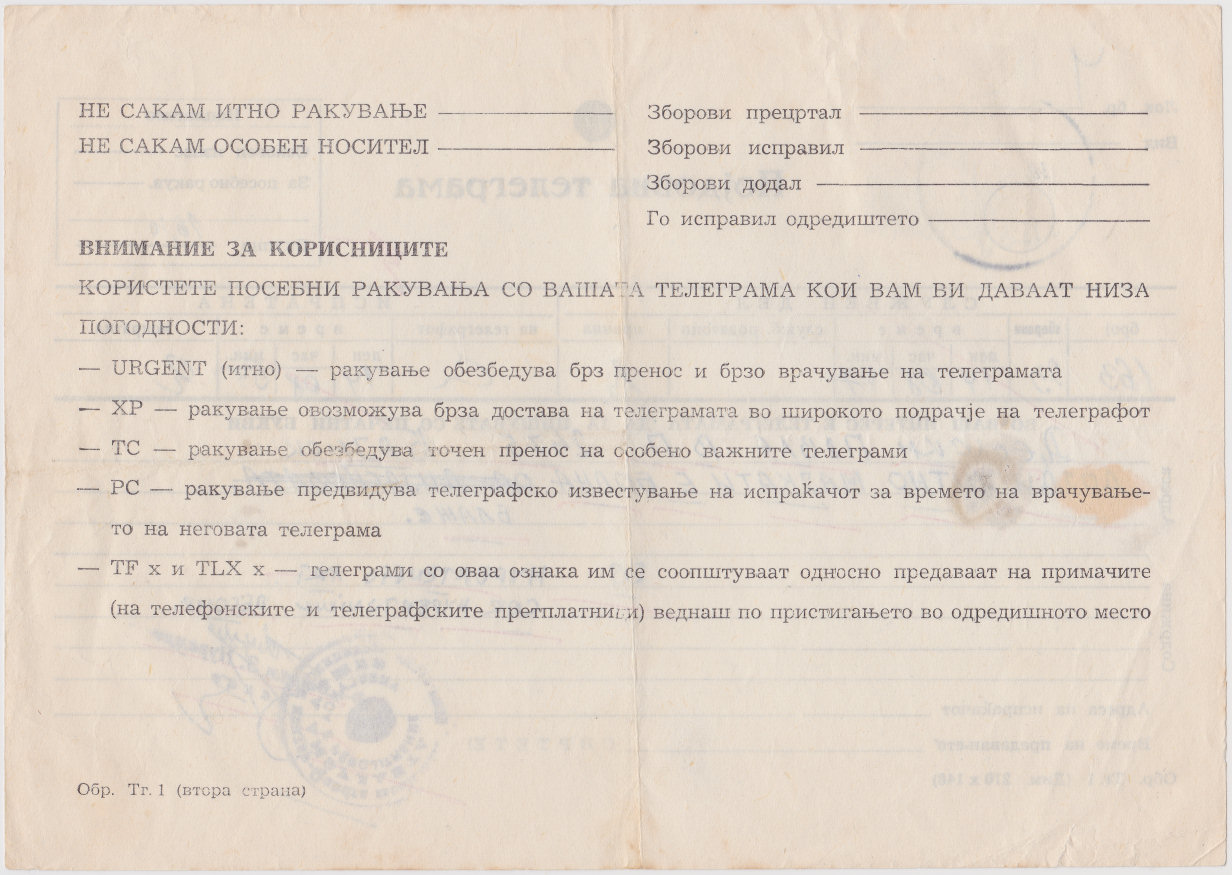 НЕ САКАМ ИТНО РАКУВАЊЕ
НЕ САКАМ ОСОБЕН НОСИТЕЛ
Зборови прецртал
Зборови исправил
Зборови додал
Го исправил одредиштето
ВНИМАНИЕ ЗА КОРИСНИЦИТЕ
КОРИСТЕТЕ ПОСЕБНИ РАКУВАЊА СО ВАШАТА ТЕЛЕГРАМА КОИ ВАМ ВИ ДАВААТ НИЗА
ПОГОДНОСТИ:
— URGENT (итно) — ракување обезбедува брз пренос и брзо врачување на телеграмата
— XP — ракување овозможува брза достава на телеграмата во широкото подрачје на телеграфот
— TC — ракување обезбедува точен пренос на особено важните телеграми
— PC — ракување предвидува телеграфско известување на испраќачот за времето на врачување-
то на неговата телеграма
— TF x и TLX x — телеграми со оваа ознака им се соопштуваат односно предаваат на примачите
(на телефонските и телеграфските претплатници) веднаш по пристигањето во одредишното место
Обр. Тг. 1 (втора страна)